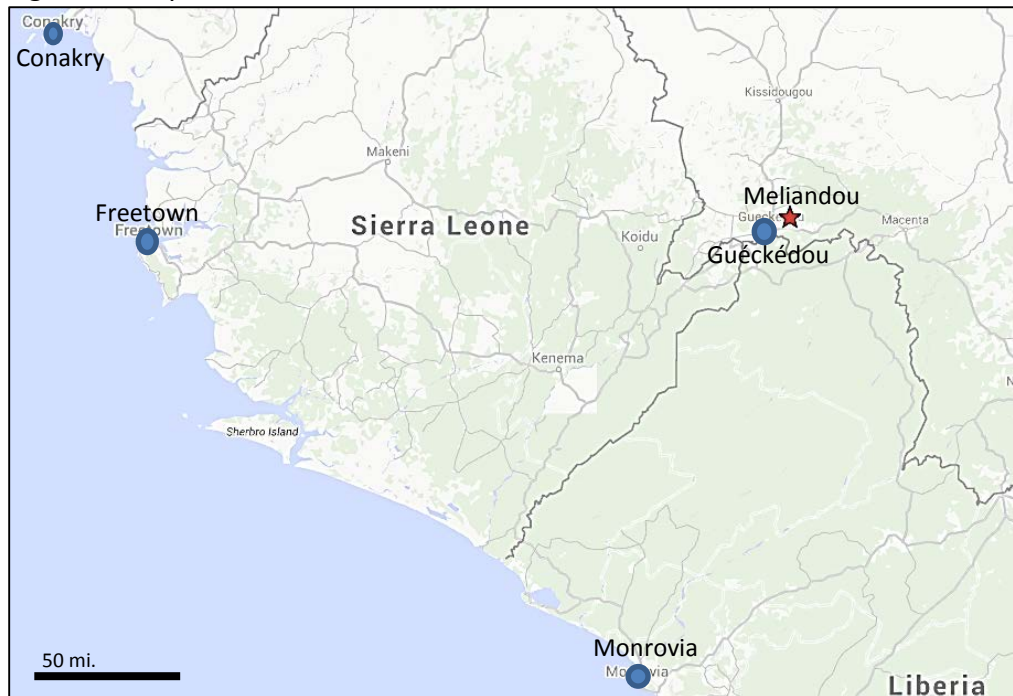 Conakry
Conakry
Kissidougou
Makeni
Meliandou
Freetown
Freetown
Sierra Leone
Koidu
Macenta
Guéckédou
Kenema
Sherbro Island
Monrovia
50 mi.
Liberia